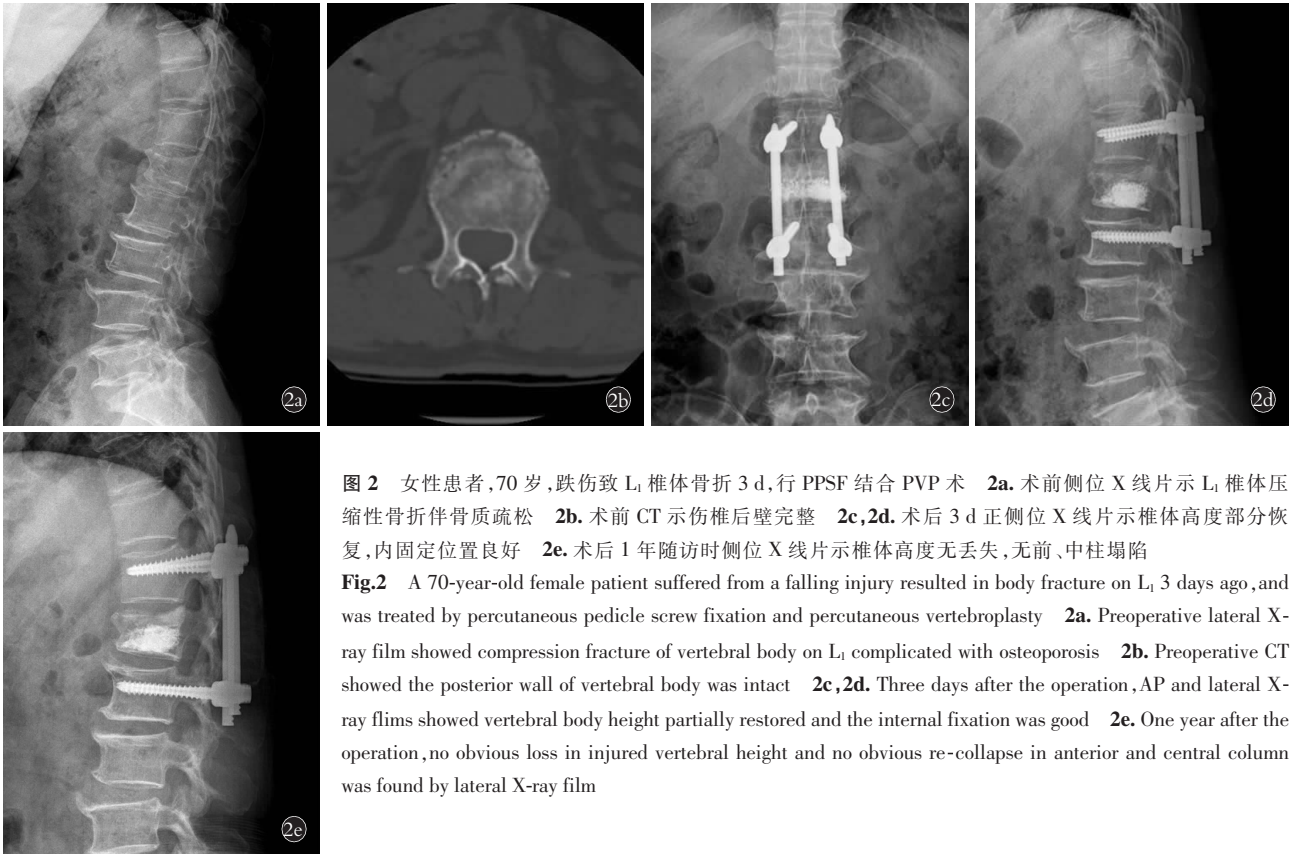 2a
2b
2c
2d
2e
图 2 女性患者,70 岁,跌伤致 L₁ 椎体骨折 3 d,行 PPSF 结合 PVP 术 2a. 术前侧位 X 线片示 L₁ 椎体压
缩性骨折伴骨质疏松 2b. 术前 CT 示伤椎后壁完整 2c,2d. 术后 3 d 正侧位 X 线片示椎体高度部分恢
复,内固定位置良好 2e. 术后 1 年随访时侧位 X 线片示椎体高度无丢失,无前、中柱塌陷
Fig.2 A 70-year-old female patient suffered from a falling injury resulted in body fracture on L₁ 3 days ago,and
was treated by percutaneous pedicle screw fixation and percutaneous vertebroplasty 2a. Preoperative lateral X-
ray film showed compression fracture of vertebral body on L₁ complicated with osteoporosis 2b. Preoperative CT
showed the posterior wall of vertebral body was intact 2c,2d. Three days after the operation,AP and lateral X-
ray flims showed vertebral body height partially restored and the internal fixation was good 2e. One year after the
operation,no obvious loss in injured vertebral height and no obvious re-collapse in anterior and central column
was found by lateral X-ray film